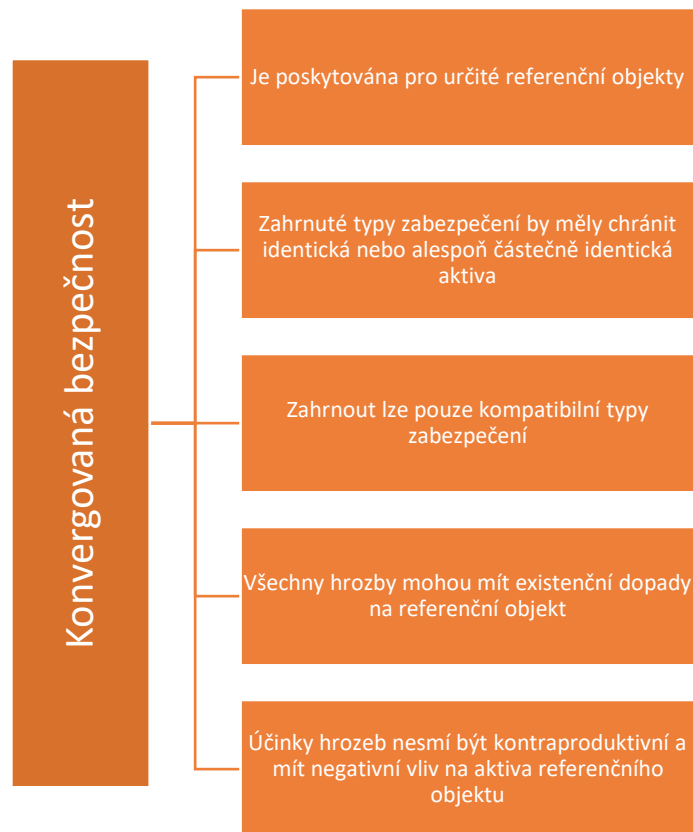 Konvergovaná bezpečnost
Je poskytována pro určité referenční objekty
Zahrnuté typy zabezpečení by měly chránit
identická nebo alespoň částečně identická
aktiva
Zahrnout lze pouze kompatibilní typy
zabezpečení
Všechny hrozby mohou mít existenční dopady
na referenční objekt
Účinky hrozeb nesmí být kontraproduktivní a
mít negativní vliv na aktiva referenčního
objektu